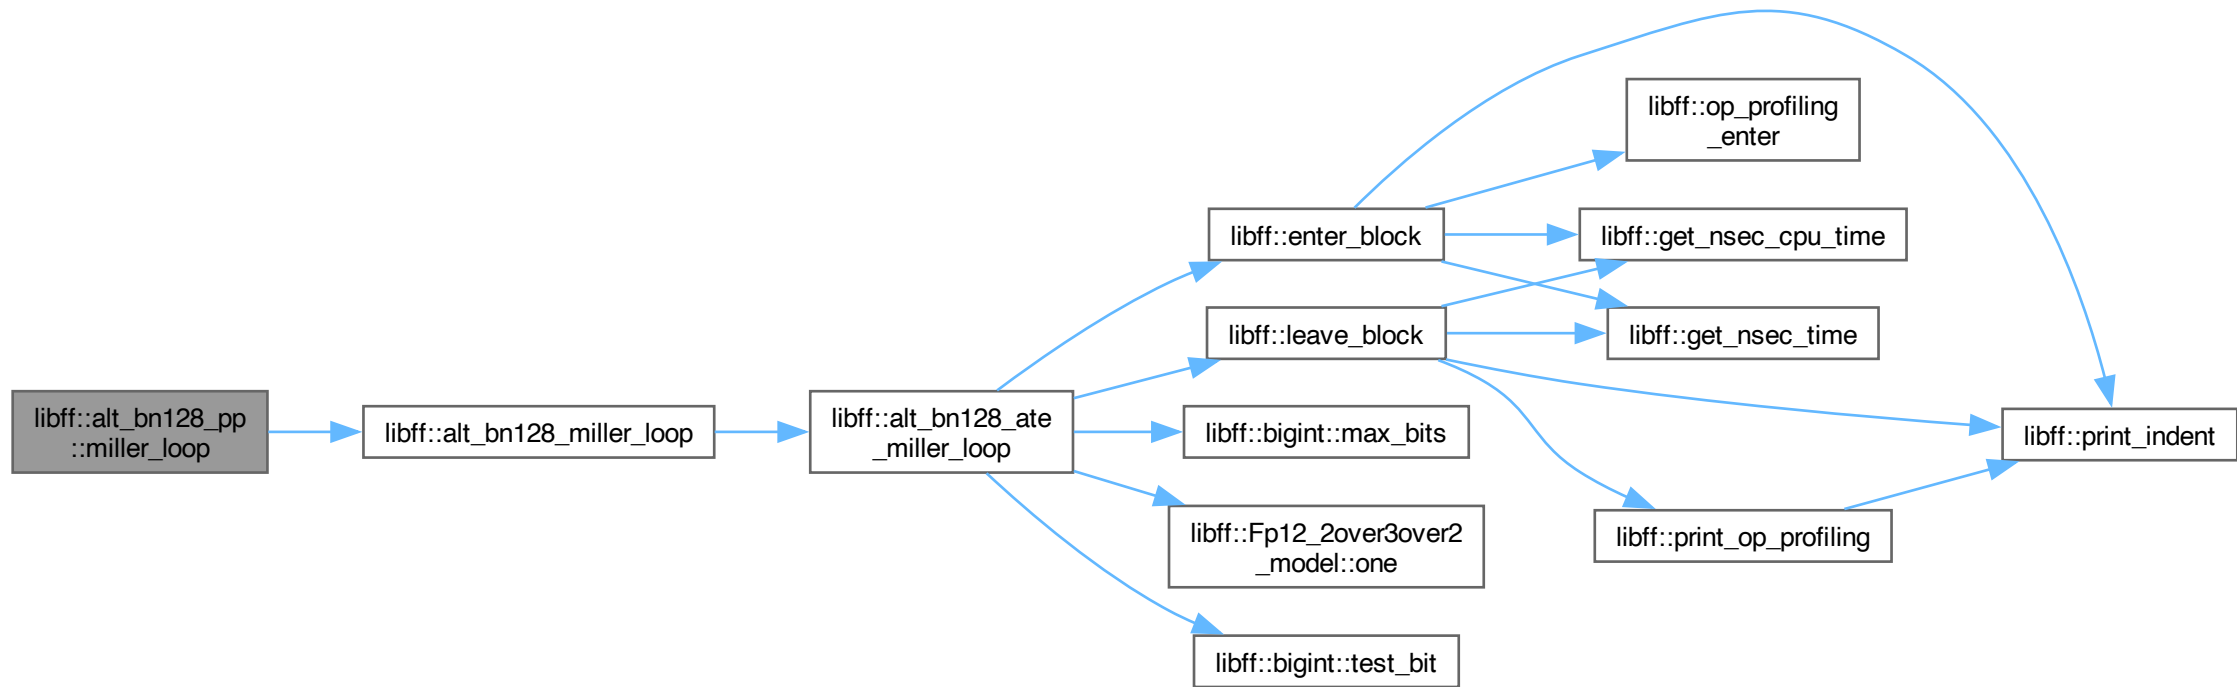 libff::alt_bn128_pp
::miller_loop
libff::alt_bn128_miller_loop
libff::alt_bn128_ate
_miller_loop
libff::enter_block
libff::leave_block
libff::bigint::max_bits
libff::Fp12_2over3over2
_model::one
libff::bigint::test_bit
libff::op_profiling
_enter
libff::get_nsec_cpu_time
libff::get_nsec_time
libff::print_op_profiling
libff::print_indent